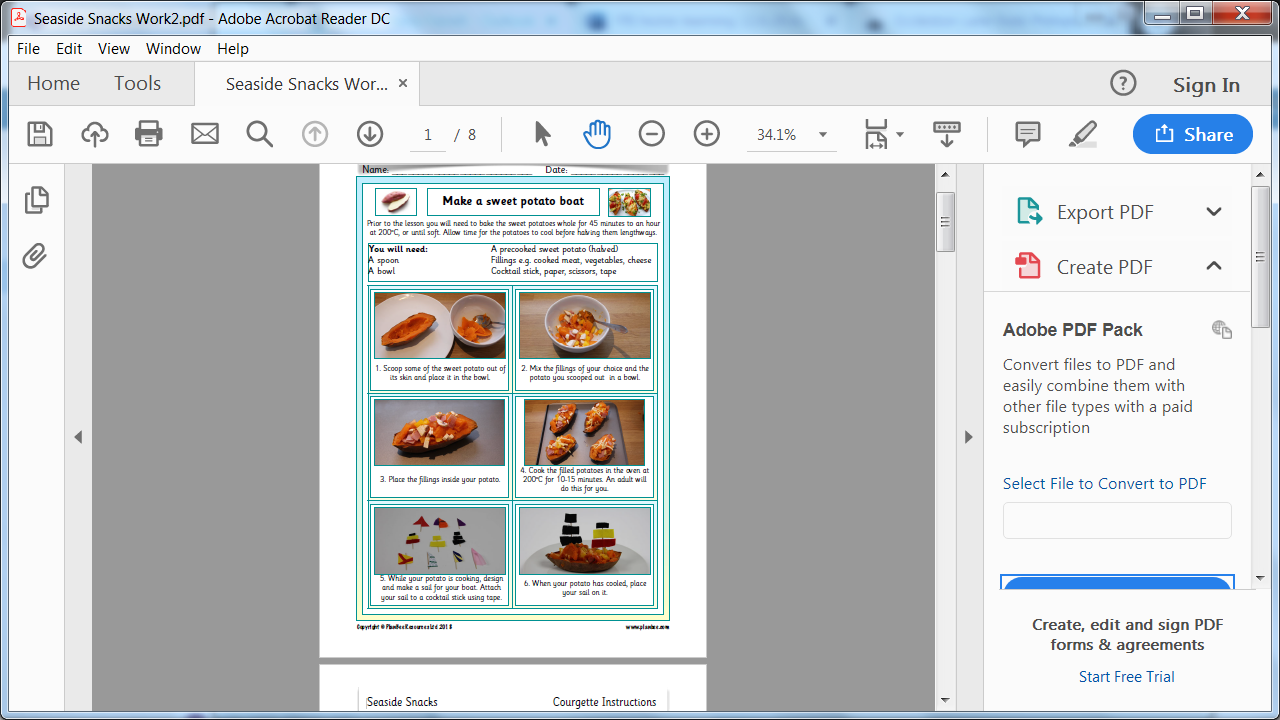 Seaside Snacks Work2.pdf - Adobe Acrobat Reader DC
File Edit View Window Help
Home Tools Seaside Snacks Wor... × ? Sign In
1 / 8 34.1% Share
Name: Date:
Make a sweet potato boat
Prior to the lesson you will need to bake the sweet potatoes whole for 45 minutes to an hour
at 200°C, or until soft. Allow time for the potatoes to cool before halving them lengthways.
You will need: A precooked sweet potato (halved)
A spoon Fillings e.g. cooked meat, vegetables, cheese
A bowl Cocktail stick, paper, scissors, tape
1. Scoop some of the sweet potato out of
its skin and place it in the bowl.
2. Mix the fillings of your choice and the
potato you scooped out in a bowl.
3. Place the fillings inside your potato.
4. Cook the filled potatoes in the oven at
200°C for 10-15 minutes. An adult will
do this for you.
5. While your potato is cooking, design
and make a sail for your boat. Attach
your sail to a cocktail stick using tape.
6. When your potato has cooled, place
your sail on it.
Copyright © PlanBee Resources Ltd 2018 www.planbee.com
Seaside Snacks Courgette Instructions
Export PDF
Create PDF
Adobe PDF Pack
Convert files to PDF and
easily combine them with
other file types with a paid
subscription
Select File to Convert to PDF
Create, edit and sign PDF
forms & agreements
Start Free Trial